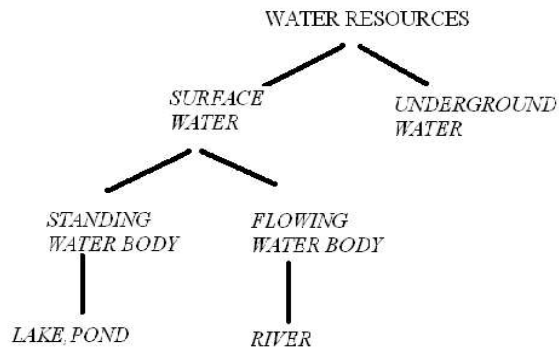 WATER RESOURCES
SURFACE
WATER
UNDERGROUND
WATER
STANDING
WATER BODY
FLOWING
WATER BODY
LAKE, POND
RIVER